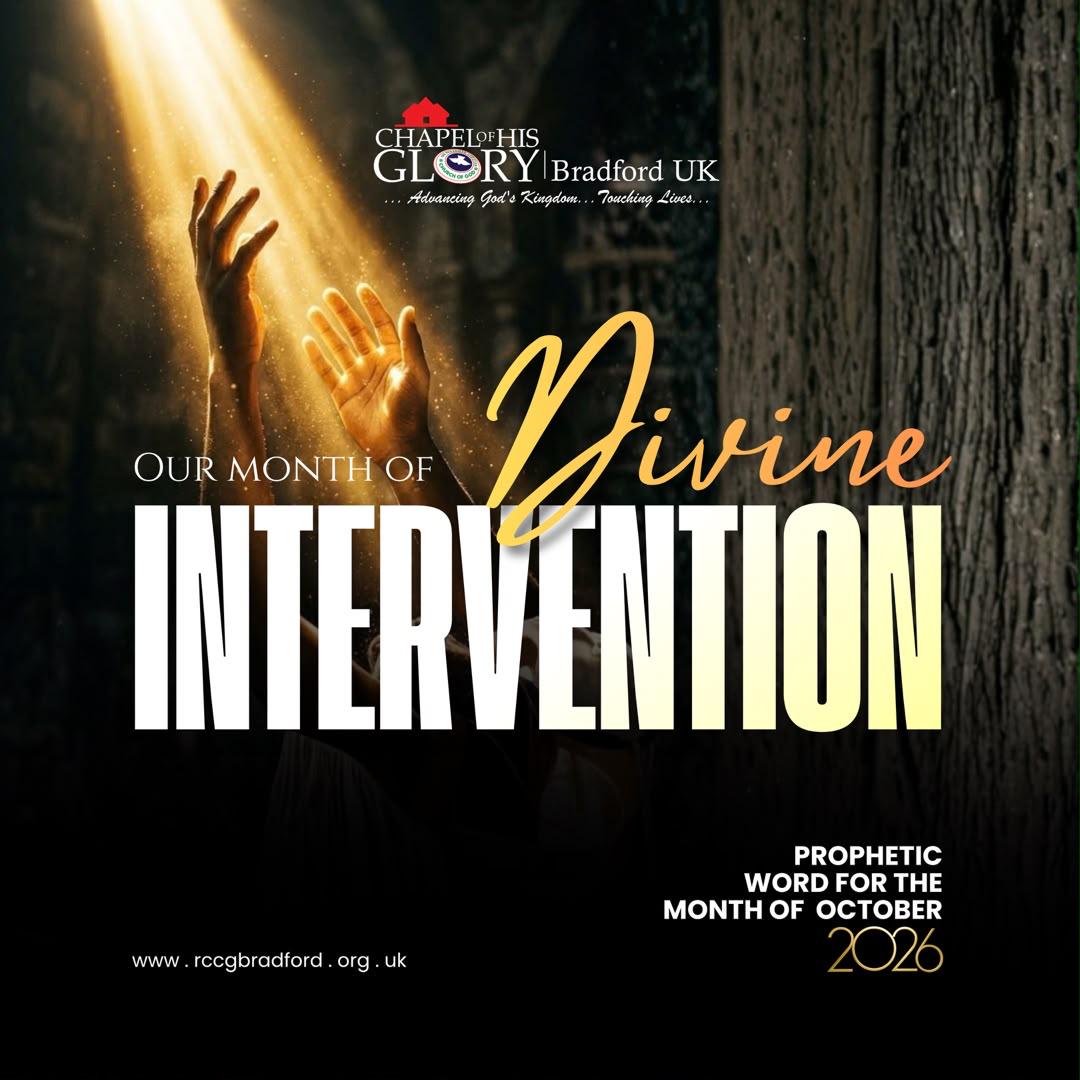 CHAPEL OF HIS
GLORY | Bradford UK
... Advancing God's Kingdom... Touching Lives...
OUR MONTH OF Divine
INTERVENTION
PROPHETIC
WORD FOR THE
MONTH OF OCTOBER
2026
www . rccgbradford . org . uk